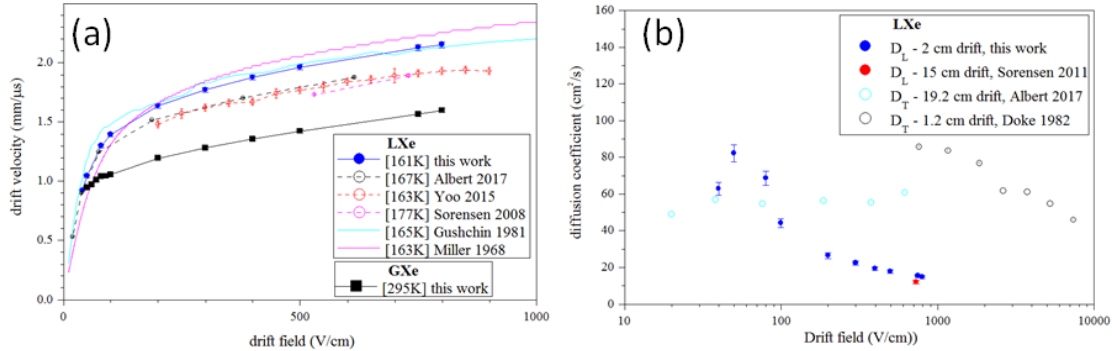 (a)
drift velocity (mm/μs)
2.0
1.5
1.0
0.5
0.0
0
500
1000
drift field (V/cm)
LXe
[161K] this work
[167K] Albert 2017
[163K] Yoo 2015
[177K] Sorensen 2008
[165K] Gushchin 1981
[163K] Miller 1968
GXe
[295K] this work
(b)
diffusion coefficient (cm²/s)
160
140
120
100
80
60
40
20
0
10
100
1000
10000
Drift field (V/cm))
LXe
D_L - 2 cm drift, this work
D_L - 15 cm drift, Sorensen 2011
D_T - 19.2 cm drift, Albert 2017
D_T - 1.2 cm drift, Doke 1982